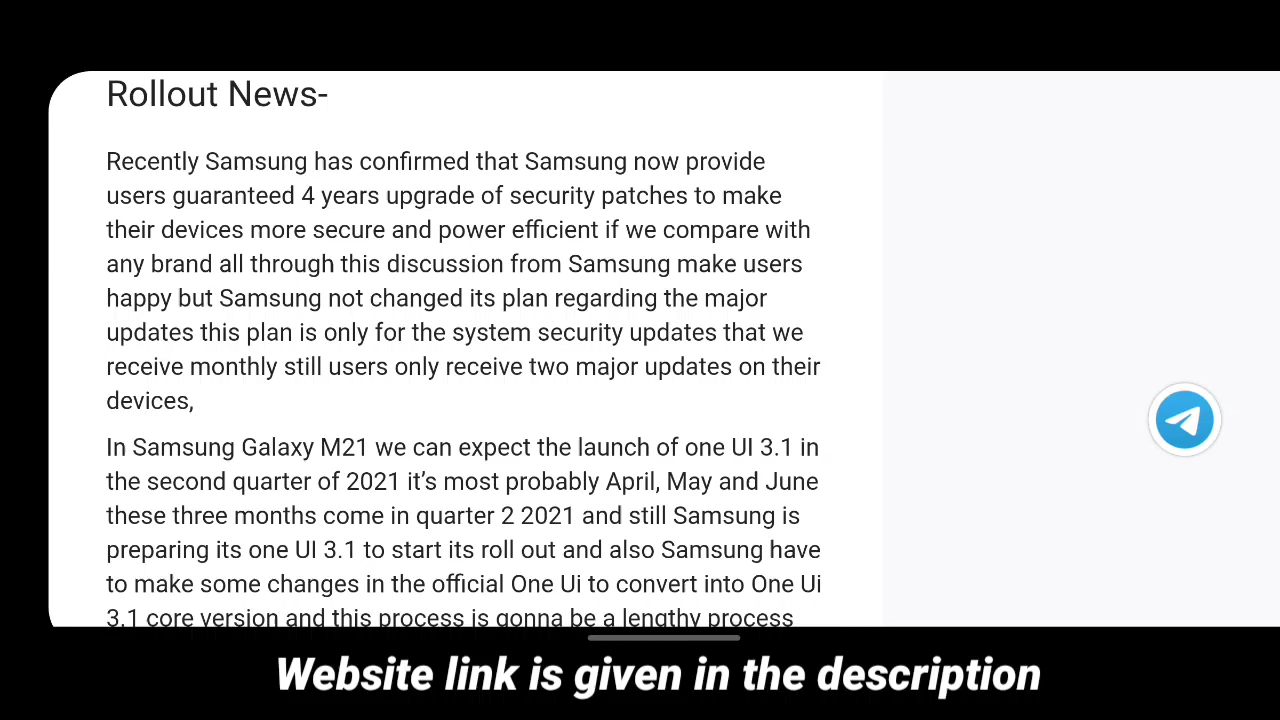 Rollout News-
Recently Samsung has confirmed that Samsung now provide
users guaranteed 4 years upgrade of security patches to make
their devices more secure and power efficient if we compare with
any brand all through this discussion from Samsung make users
happy but Samsung not changed its plan regarding the major
updates this plan is only for the system security updates that we
receive monthly still users only receive two major updates on their
devices,
In Samsung Galaxy M21 we can expect the launch of one UI 3.1 in
the second quarter of 2021 it’s most probably April, May and June
these three months come in quarter 2 2021 and still Samsung is
preparing its one UI 3.1 to start its roll out and also Samsung have
to make some changes in the official One Ui to convert into One Ui
3.1 core version and this process is gonna be a lengthy process
Website link is given in the description